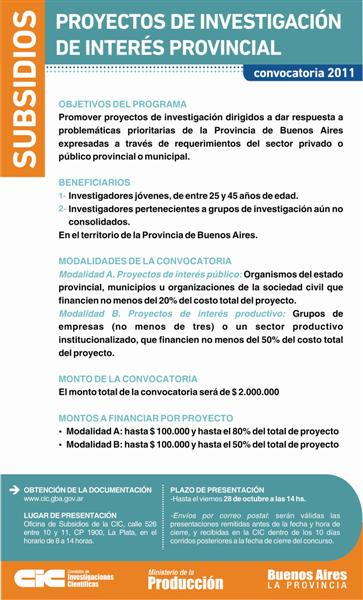 SUBSIDIOS
PROYECTOS DE INVESTIGACIÓN
DE INTERÉS PROVINCIAL
convocatoria 2011
OBJETIVOS DEL PROGRAMA
Promover proyectos de investigación dirigidos a dar respuesta a
problemáticas prioritarias de la Provincia de Buenos Aires
expresadas a través de requerimientos del sector privado o
público provincial o municipal.
BENEFICIARIOS
1- Investigadores jóvenes, de entre 25 y 45 años de edad.
2- Investigadores pertenecientes a grupos de investigación aún no
consolidados.
En el territorio de la Provincia de Buenos Aires.
MODALIDADES DE LA CONVOCATORIA
Modalidad A. Proyectos de interés público: Organismos del estado
provincial, municipios u organizaciones de la sociedad civil que
financien no menos del 20% del costo total del proyecto.
Modalidad B. Proyectos de interés productivo: Grupos de
empresas (no menos de tres) o un sector productivo
institucionalizado, que financien no menos del 50% del costo total
del proyecto.
MONTO DE LA CONVOCATORIA
El monto total de la convocatoria será de $ 2.000.000
MONTOS A FINANCIAR POR PROYECTO
• Modalidad A: hasta $ 100.000 y hasta el 80% del total de proyecto
• Modalidad B: hasta $ 100.000 y hasta el 50% del total de proyecto
OBTENCIÓN DE LA DOCUMENTACIÓN
www.cic.gba.gov.ar
LUGAR DE PRESENTACIÓN
Oficina de Subsidios de la CIC, calle 526
entre 10 y 11, CP 1900, La Plata, en el
horario de 8 a 14 horas.
PLAZO DE PRESENTACIÓN
-Hasta el viernes 28 de octubre a las 14 hs.
-Envíos por correo postal: serán válidas las
presentaciones remitidas antes de la fecha y hora de
cierre, y recibidas en la CIC dentro de los 10 días
corridos posteriores a la fecha de cierre del concurso.
CIC Comisión de
Investigaciones
Científicas
Ministerio de la
Producción
Buenos Aires
LA PROVINCIA